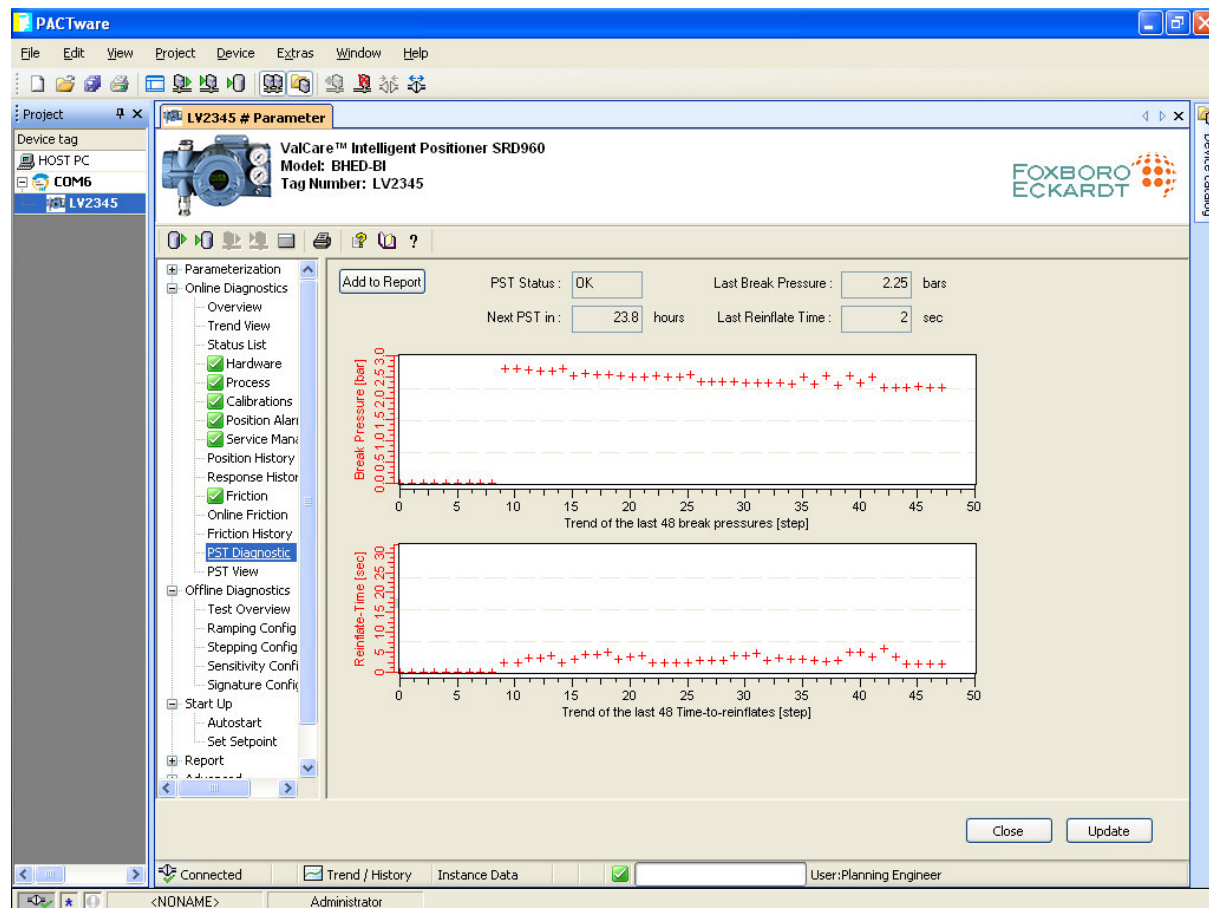 PACTware
File Edit View Project Device Extras Window Help
Project
Device tag
HOST PC
COM6
LV2345
LV2345 # Parameter
ValCare™ Intelligent Positioner SRD960
Model: BHED-BI
Tag Number: LV2345
FOXBORO
ECKARDT
Device catalog
Parameterization
Online Diagnostics
Overview
Trend View
Status List
Hardware
Process
Calibrations
Position Alarr
Service Mana
Position History
Response Histor
Friction
Online Friction
Friction History
PST Diagnostic
PST View
Offline Diagnostics
Test Overview
Ramping Config
Stepping Config
Sensitivity Confi
Signature Config
Start Up
Autostart
Set Setpoint
Report
Advanced
Add to Report
PST Status : OK Last Break Pressure : 2.25 bars
Next PST in : 23.8 hours Last Reinflate Time : 2 sec
Break Pressure [bar]
0,0 0.5 1.0 1.5 2.0 2.5 3.0
0 5 10 15 20 25 30 35 40 45 50
Trend of the last 48 break pressures [step]
Reinflate-Time [sec]
0 5 10 15 20 25 30
0 5 10 15 20 25 30 35 40 45 50
Trend of the last 48 Time-to-reinflates [step]
Close Update
Connected Trend / History Instance Data User:Planning Engineer
<NONAME> Administrator